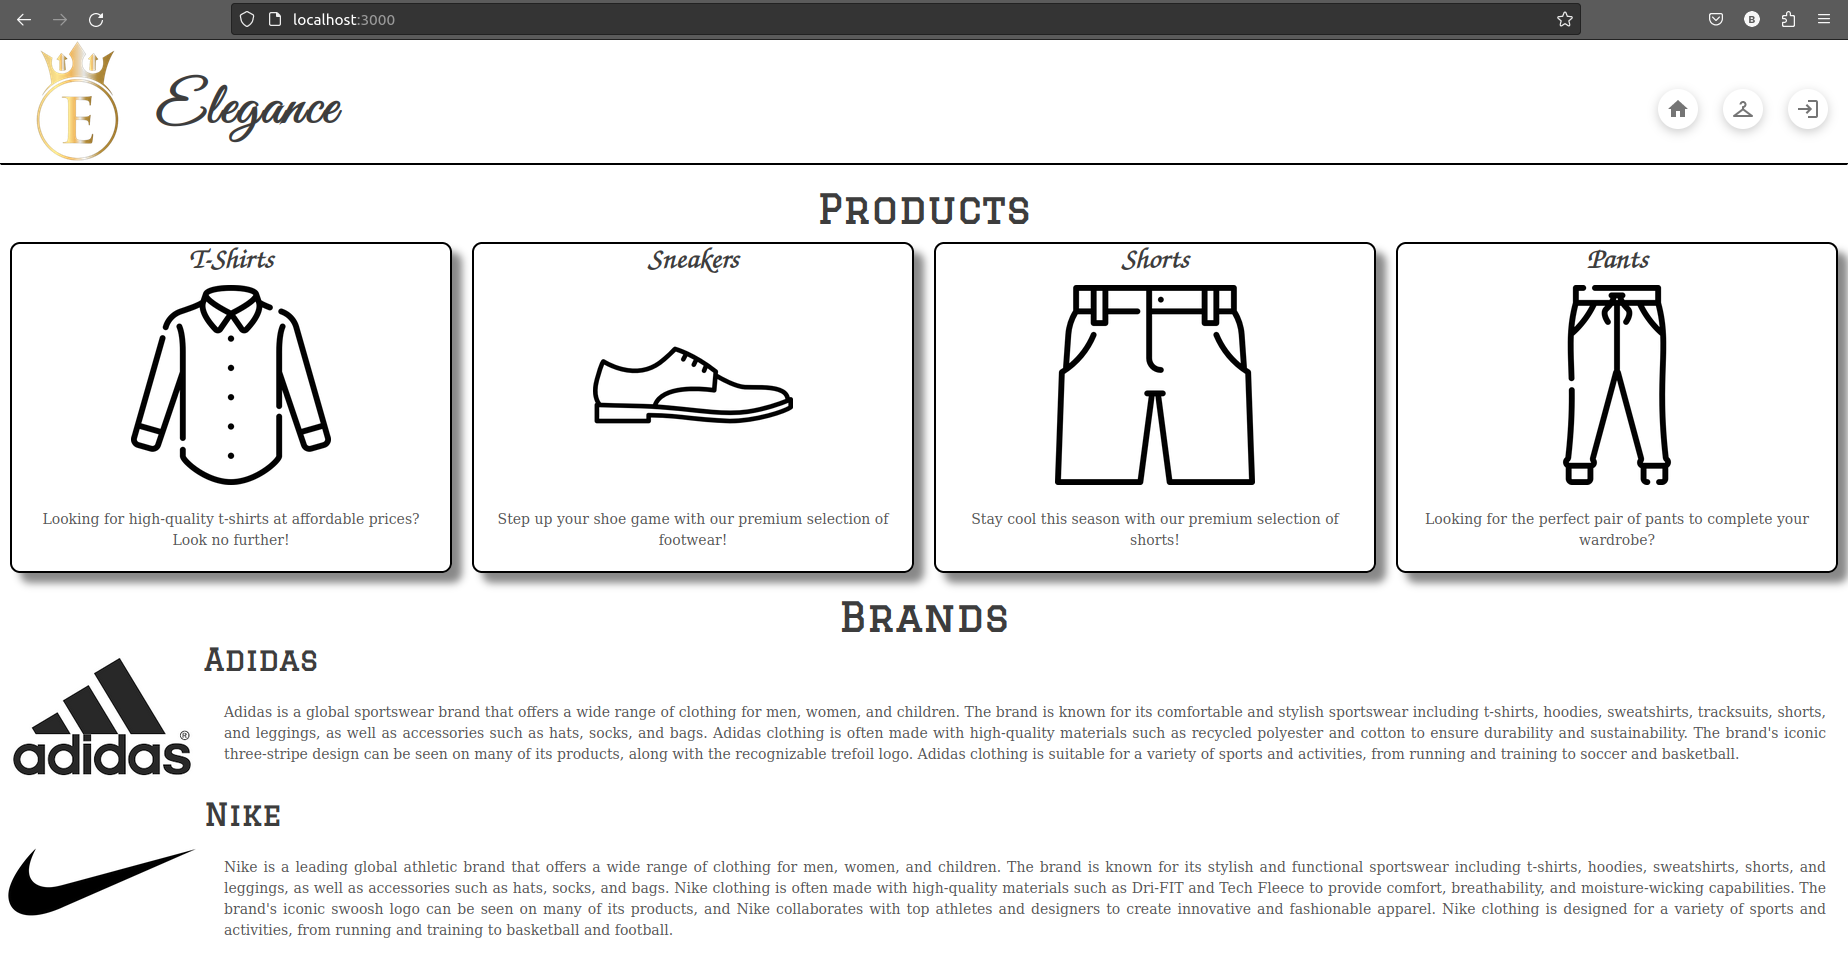 localhost:3000
B
E
Elegance
Products
T-Shirts
Sneakers
Shorts
Pants
Looking for high-quality t-shirts at affordable prices?
Look no further!
Step up your shoe game with our premium selection of
footwear!
Stay cool this season with our premium selection of
shorts!
Looking for the perfect pair of pants to complete your
wardrobe?
Brands
adidas®
Adidas
Adidas is a global sportswear brand that offers a wide range of clothing for men, women, and children. The brand is known for its comfortable and stylish sportswear including t-shirts, hoodies, sweatshirts, tracksuits, shorts,
and leggings, as well as accessories such as hats, socks, and bags. Adidas clothing is often made with high-quality materials such as recycled polyester and cotton to ensure durability and sustainability. The brand's iconic
three-stripe design can be seen on many of its products, along with the recognizable trefoil logo. Adidas clothing is suitable for a variety of sports and activities, from running and training to soccer and basketball.
Nike
Nike is a leading global athletic brand that offers a wide range of clothing for men, women, and children. The brand is known for its stylish and functional sportswear including t-shirts, hoodies, sweatshirts, shorts, and
leggings, as well as accessories such as hats, socks, and bags. Nike clothing is often made with high-quality materials such as Dri-FIT and Tech Fleece to provide comfort, breathability, and moisture-wicking capabilities. The
brand's iconic swoosh logo can be seen on many of its products, and Nike collaborates with top athletes and designers to create innovative and fashionable apparel. Nike clothing is designed for a variety of sports and
activities, from running and training to basketball and football.